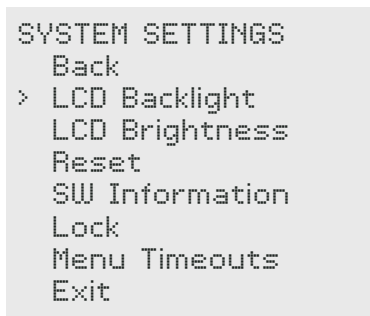 SYSTEM SETTINGS
Back
> LCD Backlight
LCD Brightness
Reset
SW Information
Lock
Menu Timeouts
Exit